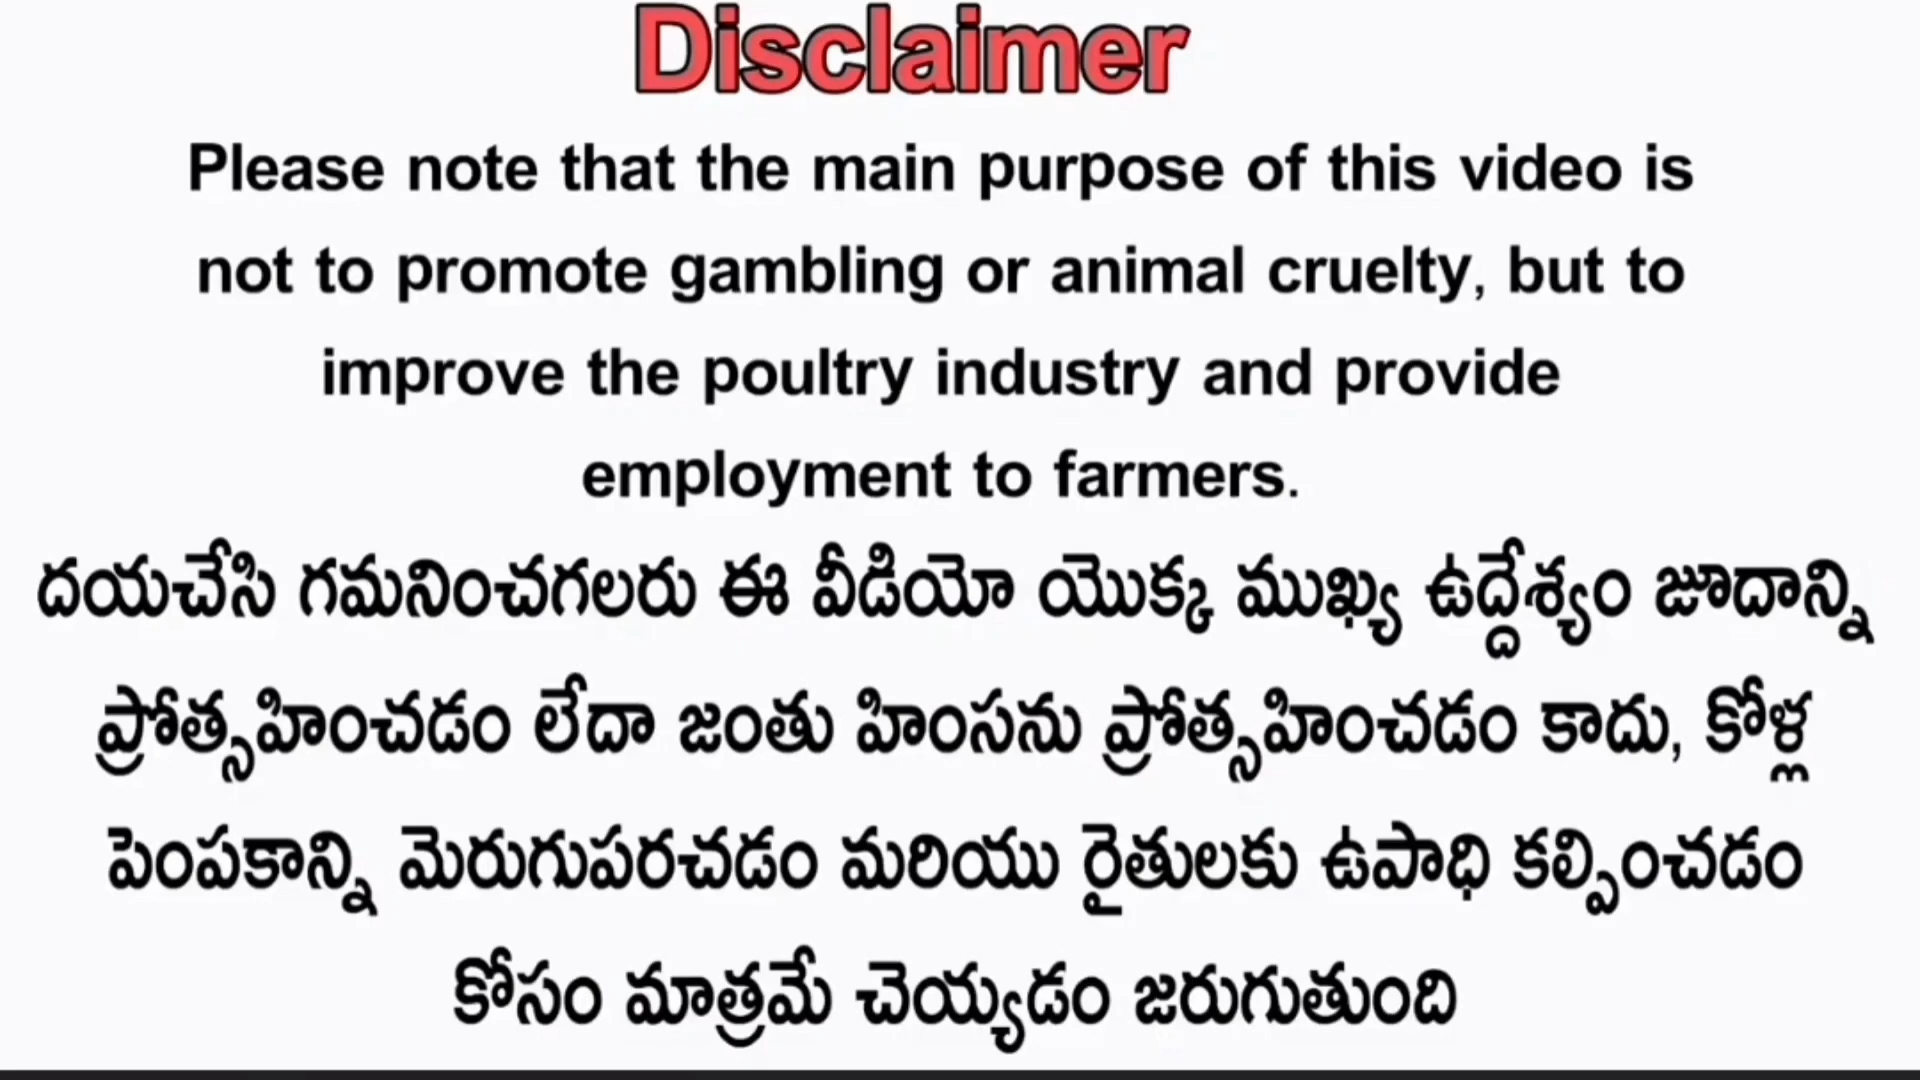 Disclaimer
Please note that the main purpose of this video is
not to promote gambling or animal cruelty, but to
improve the poultry industry and provide
employment to farmers.
దయచేసి గమనించగలరు ఈ వీడియో యొక్క ముఖ్య ఉద్దేశ్యం జూదాన్ని
ప్రోత్సహించడం లేదా జంతు హింసను ప్రోత్సహించడం కాదు, కోళ్ల
పెంపకాన్ని మెరుగుపరచడం మరియు రైతులకు ఉపాధి కల్పించడం
కోసం మాత్రమే చెయ్యడం జరుగుతుంది